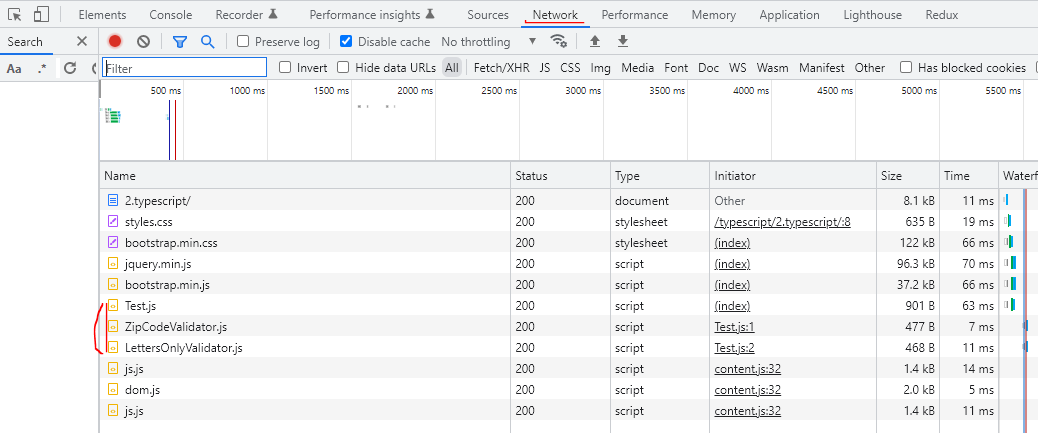 Elements Console Recorder Performance insights Sources Network Performance Memory Application Lighthouse Redux
Search Preserve log Disable cache No throttling
Aa .* Filter Invert Hide data URLs All Fetch/XHR JS CSS Img Media Font Doc WS Wasm Manifest Other Has blocked cookies
500 ms 1000 ms 1500 ms 2000 ms 2500 ms 3000 ms 3500 ms 4000 ms 4500 ms 5000 ms 5500 ms
Name Status Type Initiator Size Time Waterf
2.typescript/ 200 document Other 8.1 kB 11 ms
styles.css 200 stylesheet /typescript/2.typescript/:8 635 B 19 ms
bootstrap.min.css 200 stylesheet (index) 122 kB 66 ms
jquery.min.js 200 script (index) 96.3 kB 70 ms
bootstrap.min.js 200 script (index) 37.2 kB 66 ms
Test.js 200 script (index) 901 B 63 ms
ZipCodeValidator.js 200 script Test.js:1 477 B 7 ms
LettersOnlyValidator.js 200 script Test.js:2 468 B 11 ms
js.js 200 script content.js:32 1.4 kB 14 ms
dom.js 200 script content.js:32 2.0 kB 5 ms
js.js 200 script content.js:32 1.4 kB 11 ms